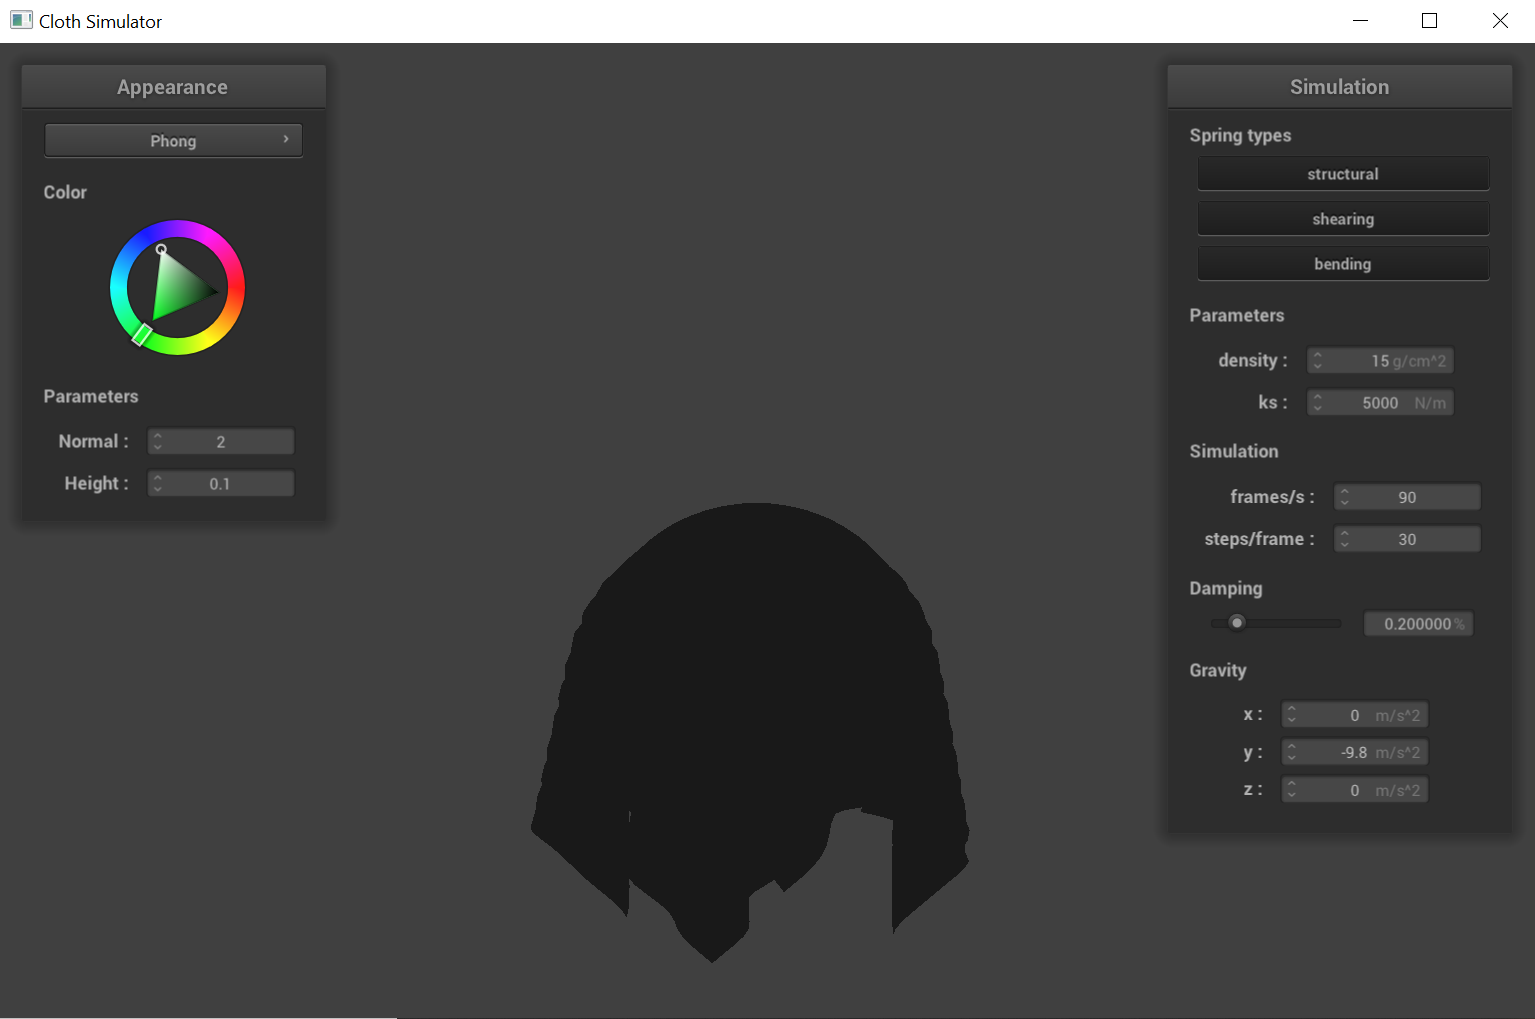 Cloth Simulator
Appearance
Phong
Color
Parameters
Normal : 2
Height : 0.1
Simulation
Spring types
structural
shearing
bending
Parameters
density : 15 g/cm^2
ks : 5000 N/m
Simulation
frames/s : 90
steps/frame : 30
Damping
0.200000 %
Gravity
x : 0 m/s^2
y : -9.8 m/s^2
z : 0 m/s^2